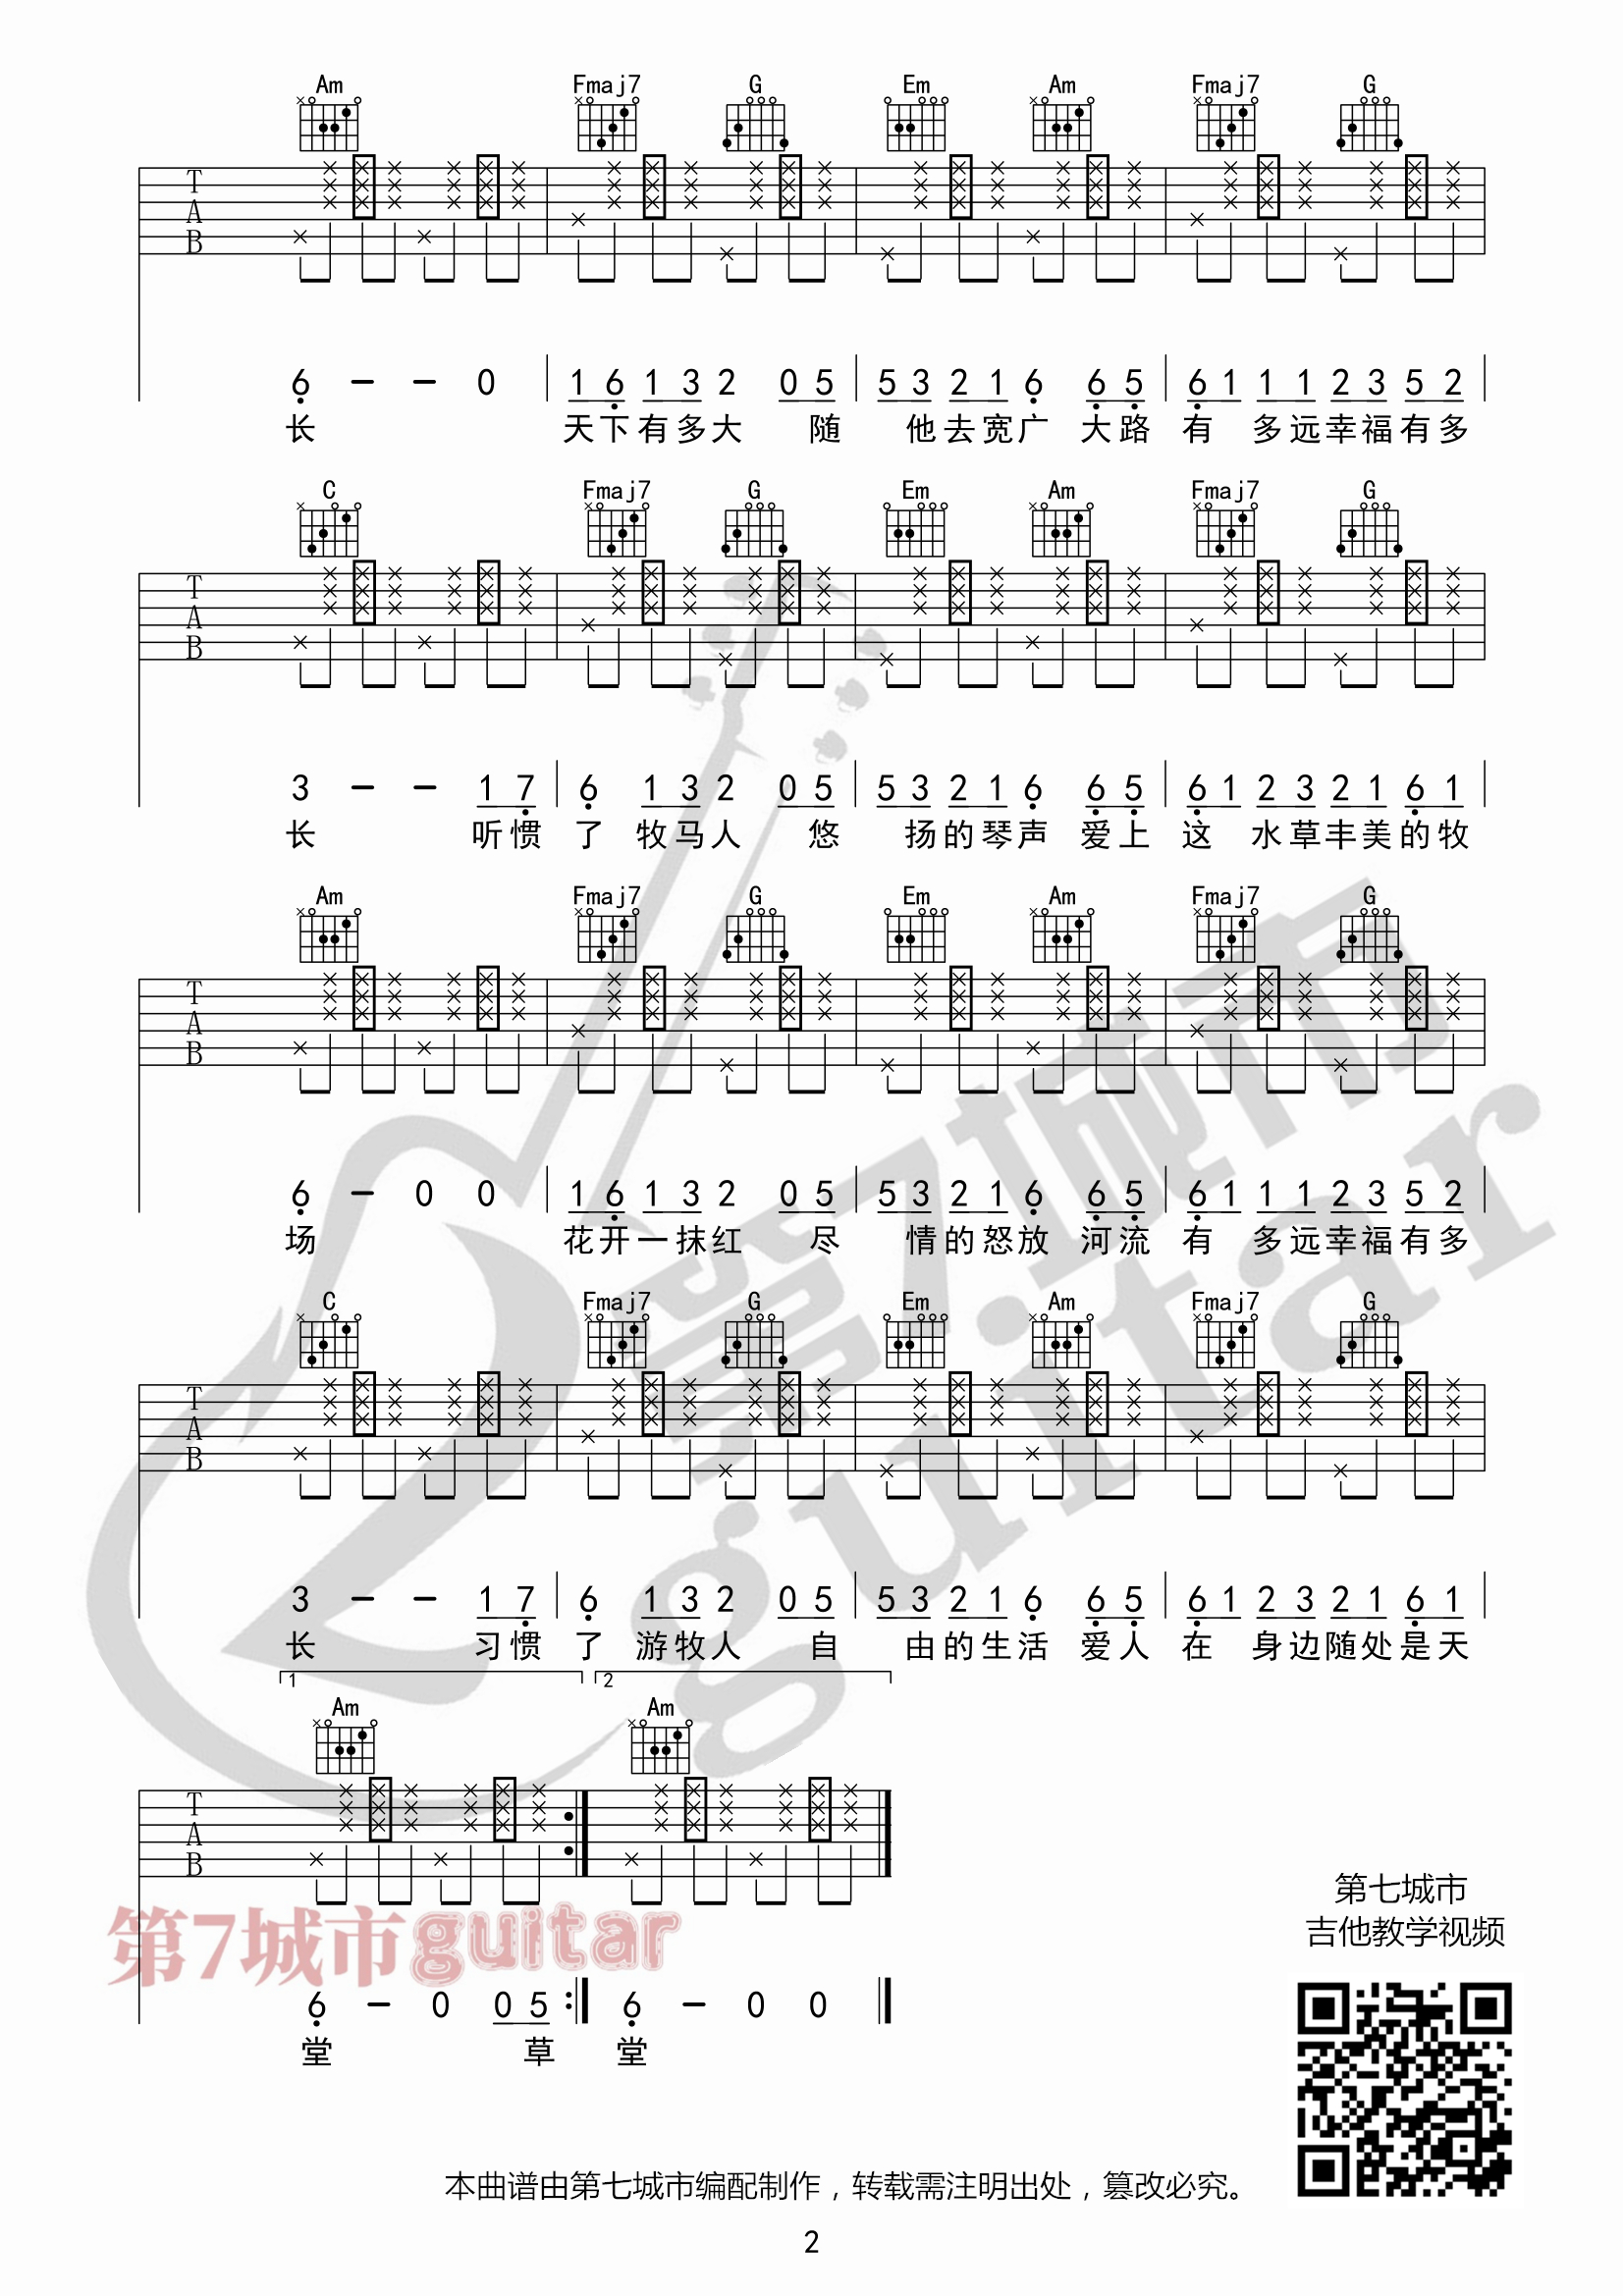 Am Fmaj7 G Em Am Fmaj7 G
T
A
B
6 - - 0 1 6 1 3 2 0 5 5 3 2 1 6 6 5 6 1 1 1 2 3 5 2
长 天下有多大 随 他去宽广 大路 有 多远幸福有多
C Fmaj7 G Em Am Fmaj7 G
T
A
B
3 - - 1 7 6 1 3 2 0 5 5 3 2 1 6 6 5 6 1 2 3 2 1 6 1
长 听惯 了 牧马人 悠 扬的琴声 爱上 这 水草丰美的牧
Am Fmaj7 G Em Am Fmaj7 G
T
A
B
6 - 0 0 1 6 1 3 2 0 5 5 3 2 1 6 6 5 6 1 1 1 2 3 5 2
场 花开一抹红 尽 情的怒放 河流 有 多远幸福有多
C Fmaj7 G Em Am Fmaj7 G
T
A
B
3 - - 1 7 6 1 3 2 0 5 5 3 2 1 6 6 5 6 1 2 3 2 1 6 1
长 习惯 了 游牧人 自 由的生活 爱人 在 身边随处是天
1 2
Am Am
T
A
B
6 - 0 0 5 6 - 0 0
堂 草 堂
第7城市
guitar
第7城市guitar
第七城市
吉他教学视频
本曲谱由第七城市编配制作，转载需注明出处，篡改必究。
2